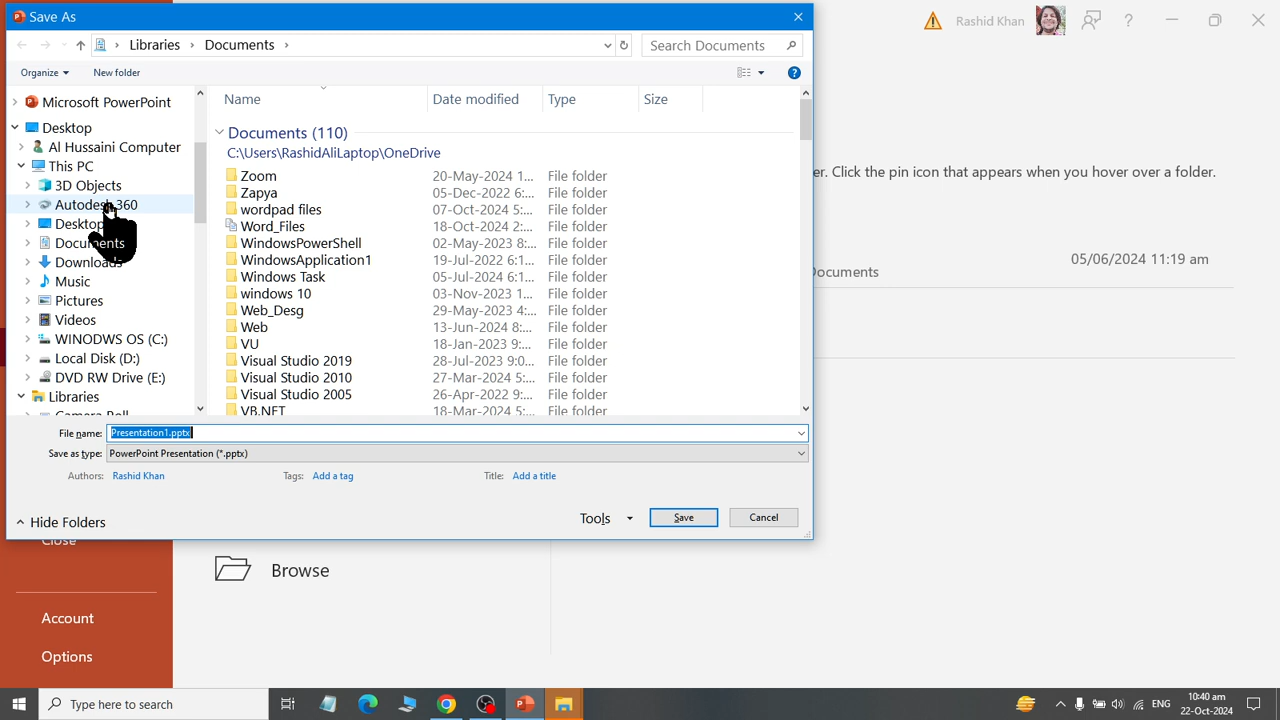 Save As
Rashid Khan
Libraries
Documents
Search Documents
Organize
New folder
Name
Date modified
Type
Size
Microsoft PowerPoint
Desktop
Al Hussaini Computer
This PC
3D Objects
Autodesk 360
Desktop
Documents
Downloads
Music
Pictures
Videos
WINODWS OS (C:)
Local Disk (D:)
DVD RW Drive (E:)
Libraries
Camera Roll
Documents (110)
C:\Users\RashidAliLaptop\OneDrive
Zoom 20-May-2024 1... File folder
Zapya 05-Dec-2022 6:... File folder
wordpad files 07-Oct-2024 5:... File folder
Word_Files 18-Oct-2024 2:... File folder
WindowsPowerShell 02-May-2023 8:... File folder
WindowsApplication1 19-Jul-2022 6:1... File folder
Windows Task 05-Jul-2024 6:1... File folder
windows 10 03-Nov-2023 1... File folder
Web_Desg 29-May-2023 4:... File folder
Web 13-Jun-2024 8:... File folder
VU 18-Jan-2023 9:... File folder
Visual Studio 2019 28-Jul-2023 9:0... File folder
Visual Studio 2010 27-Mar-2024 5:... File folder
Visual Studio 2005 26-Apr-2022 9:... File folder
VB.NET 18-Mar-2024 5:... File folder
er. Click the pin icon that appears when you hover over a folder.
Documents
05/06/2024 11:19 am
File name: Presentation1.pptx
Save as type: PowerPoint Presentation (*.pptx)
Authors: Rashid Khan
Tags: Add a tag
Title: Add a title
Hide Folders
Tools
Save
Cancel
Close
Browse
Account
Options
Type here to search
ENG
10:40 am
22-Oct-2024